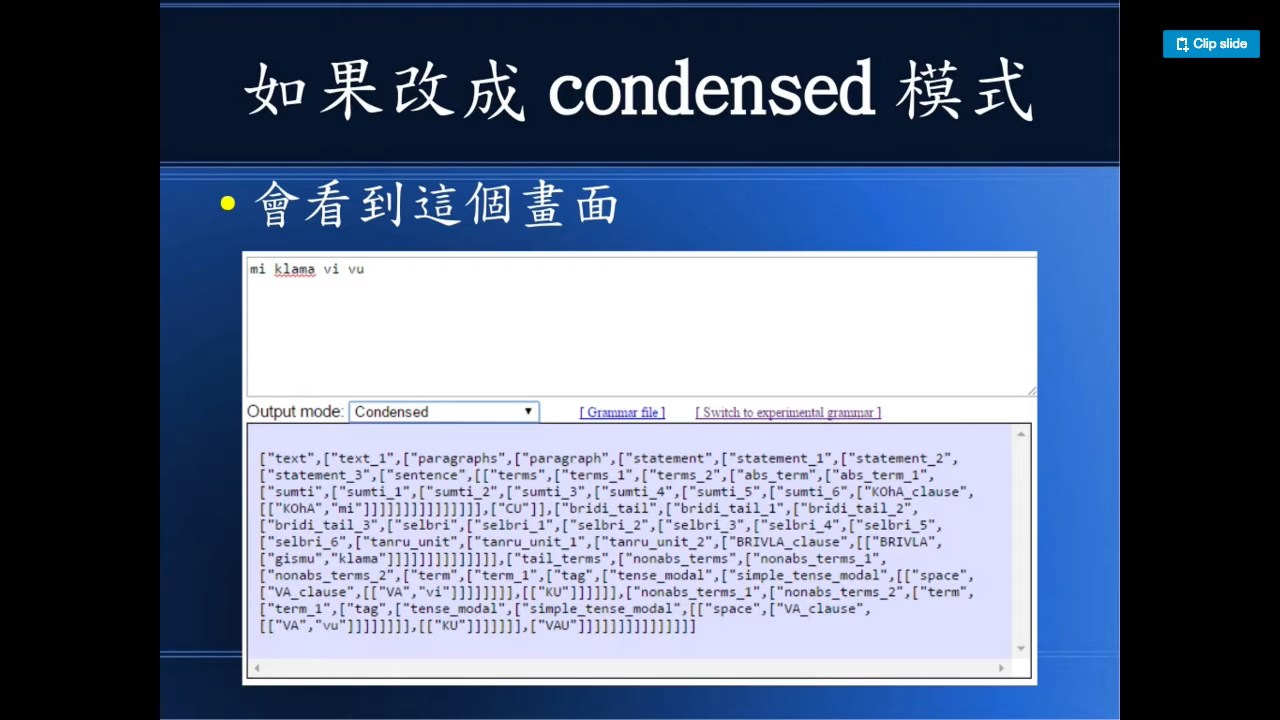 Clip slide
如果改成 condensed 模式
會看到這個畫面
mi klama vi vu
Output mode: Condensed [ Grammar file ] [ Switch to experimental grammar ]
["text",["text_1",["paragraphs",["paragraph",["statement",["statement_1",["statement_2",
["statement_3",["sentence",[["terms",["terms_1",["terms_2",["abs_term",["abs_term_1",
["sumti",["sumti_1",["sumti_2",["sumti_3",["sumti_4",["sumti_5",["sumti_6",["KOhA_clause",
[["KOhA","mi"]]]]]]]]]]]]]]],["CU"]],["bridi_tail",["bridi_tail_1",["bridi_tail_2",
["bridi_tail_3",["selbri",["selbri_1",["selbri_2",["selbri_3",["selbri_4",["selbri_5",
["selbri_6",["tanru_unit",["tanru_unit_1",["tanru_unit_2",["BRIVLA_clause",[["BRIVLA",
["gismu","klama"]]]]]]]]]]]]]],["tail_terms",["nonabs_terms",["nonabs_terms_1",
["nonabs_terms_2",["term",["term_1",["tag",["tense_modal",["simple_tense_modal",[["space",
["VA_clause",[["VA","vi"]]]]]]]],[["KU"]]]]]],["nonabs_terms_1",["nonabs_terms_2",["term",
["term_1",["tag",["tense_modal",["simple_tense_modal",[["space",["VA_clause",
[["VA","vu"]]]]]]]],[["KU"]]]]]]],["VAU"]]]]]]]]]]]]]]]